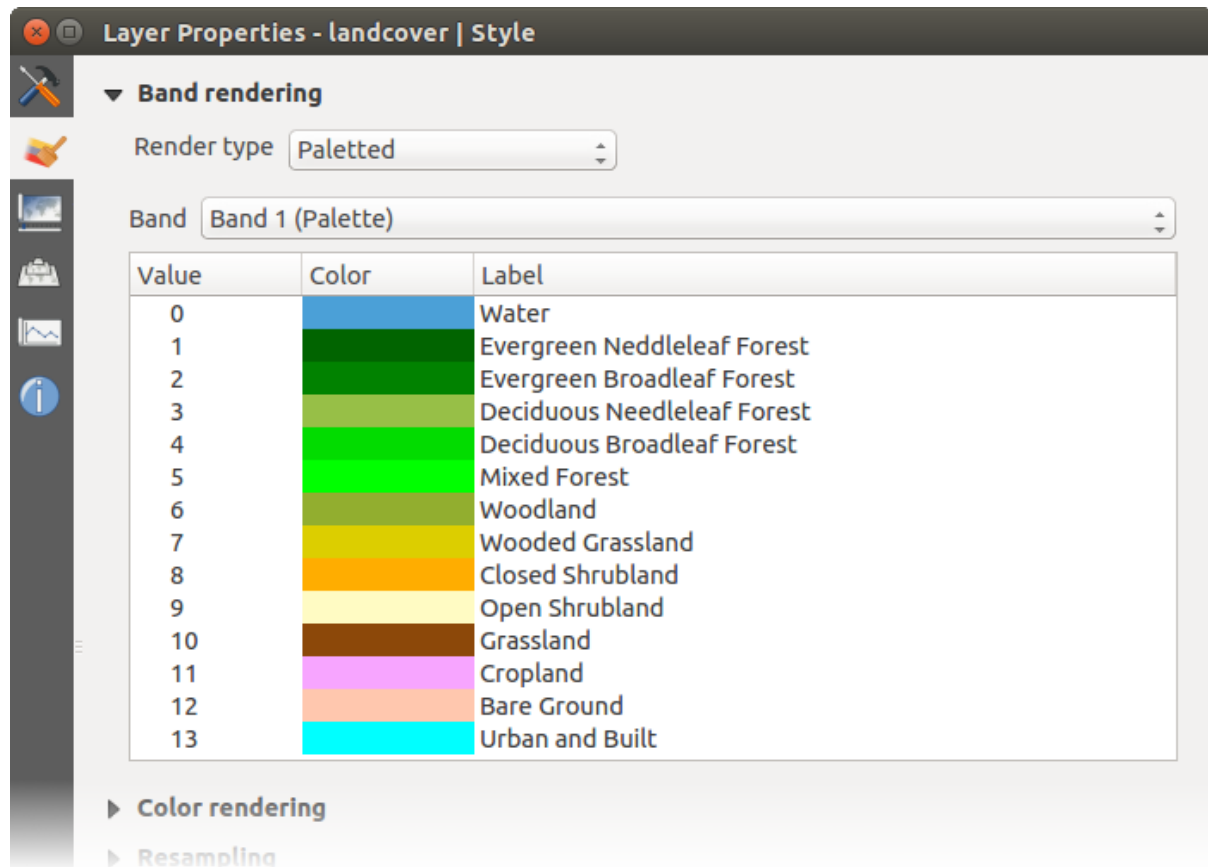 Layer Properties - landcover | Style
Band rendering
Render type Paletted
Band Band 1 (Palette)
Value Color Label
0 Water
1 Evergreen Neddleleaf Forest
2 Evergreen Broadleaf Forest
3 Deciduous Needleleaf Forest
4 Deciduous Broadleaf Forest
5 Mixed Forest
6 Woodland
7 Wooded Grassland
8 Closed Shrubland
9 Open Shrubland
10 Grassland
11 Cropland
12 Bare Ground
13 Urban and Built
Color rendering
Resampling